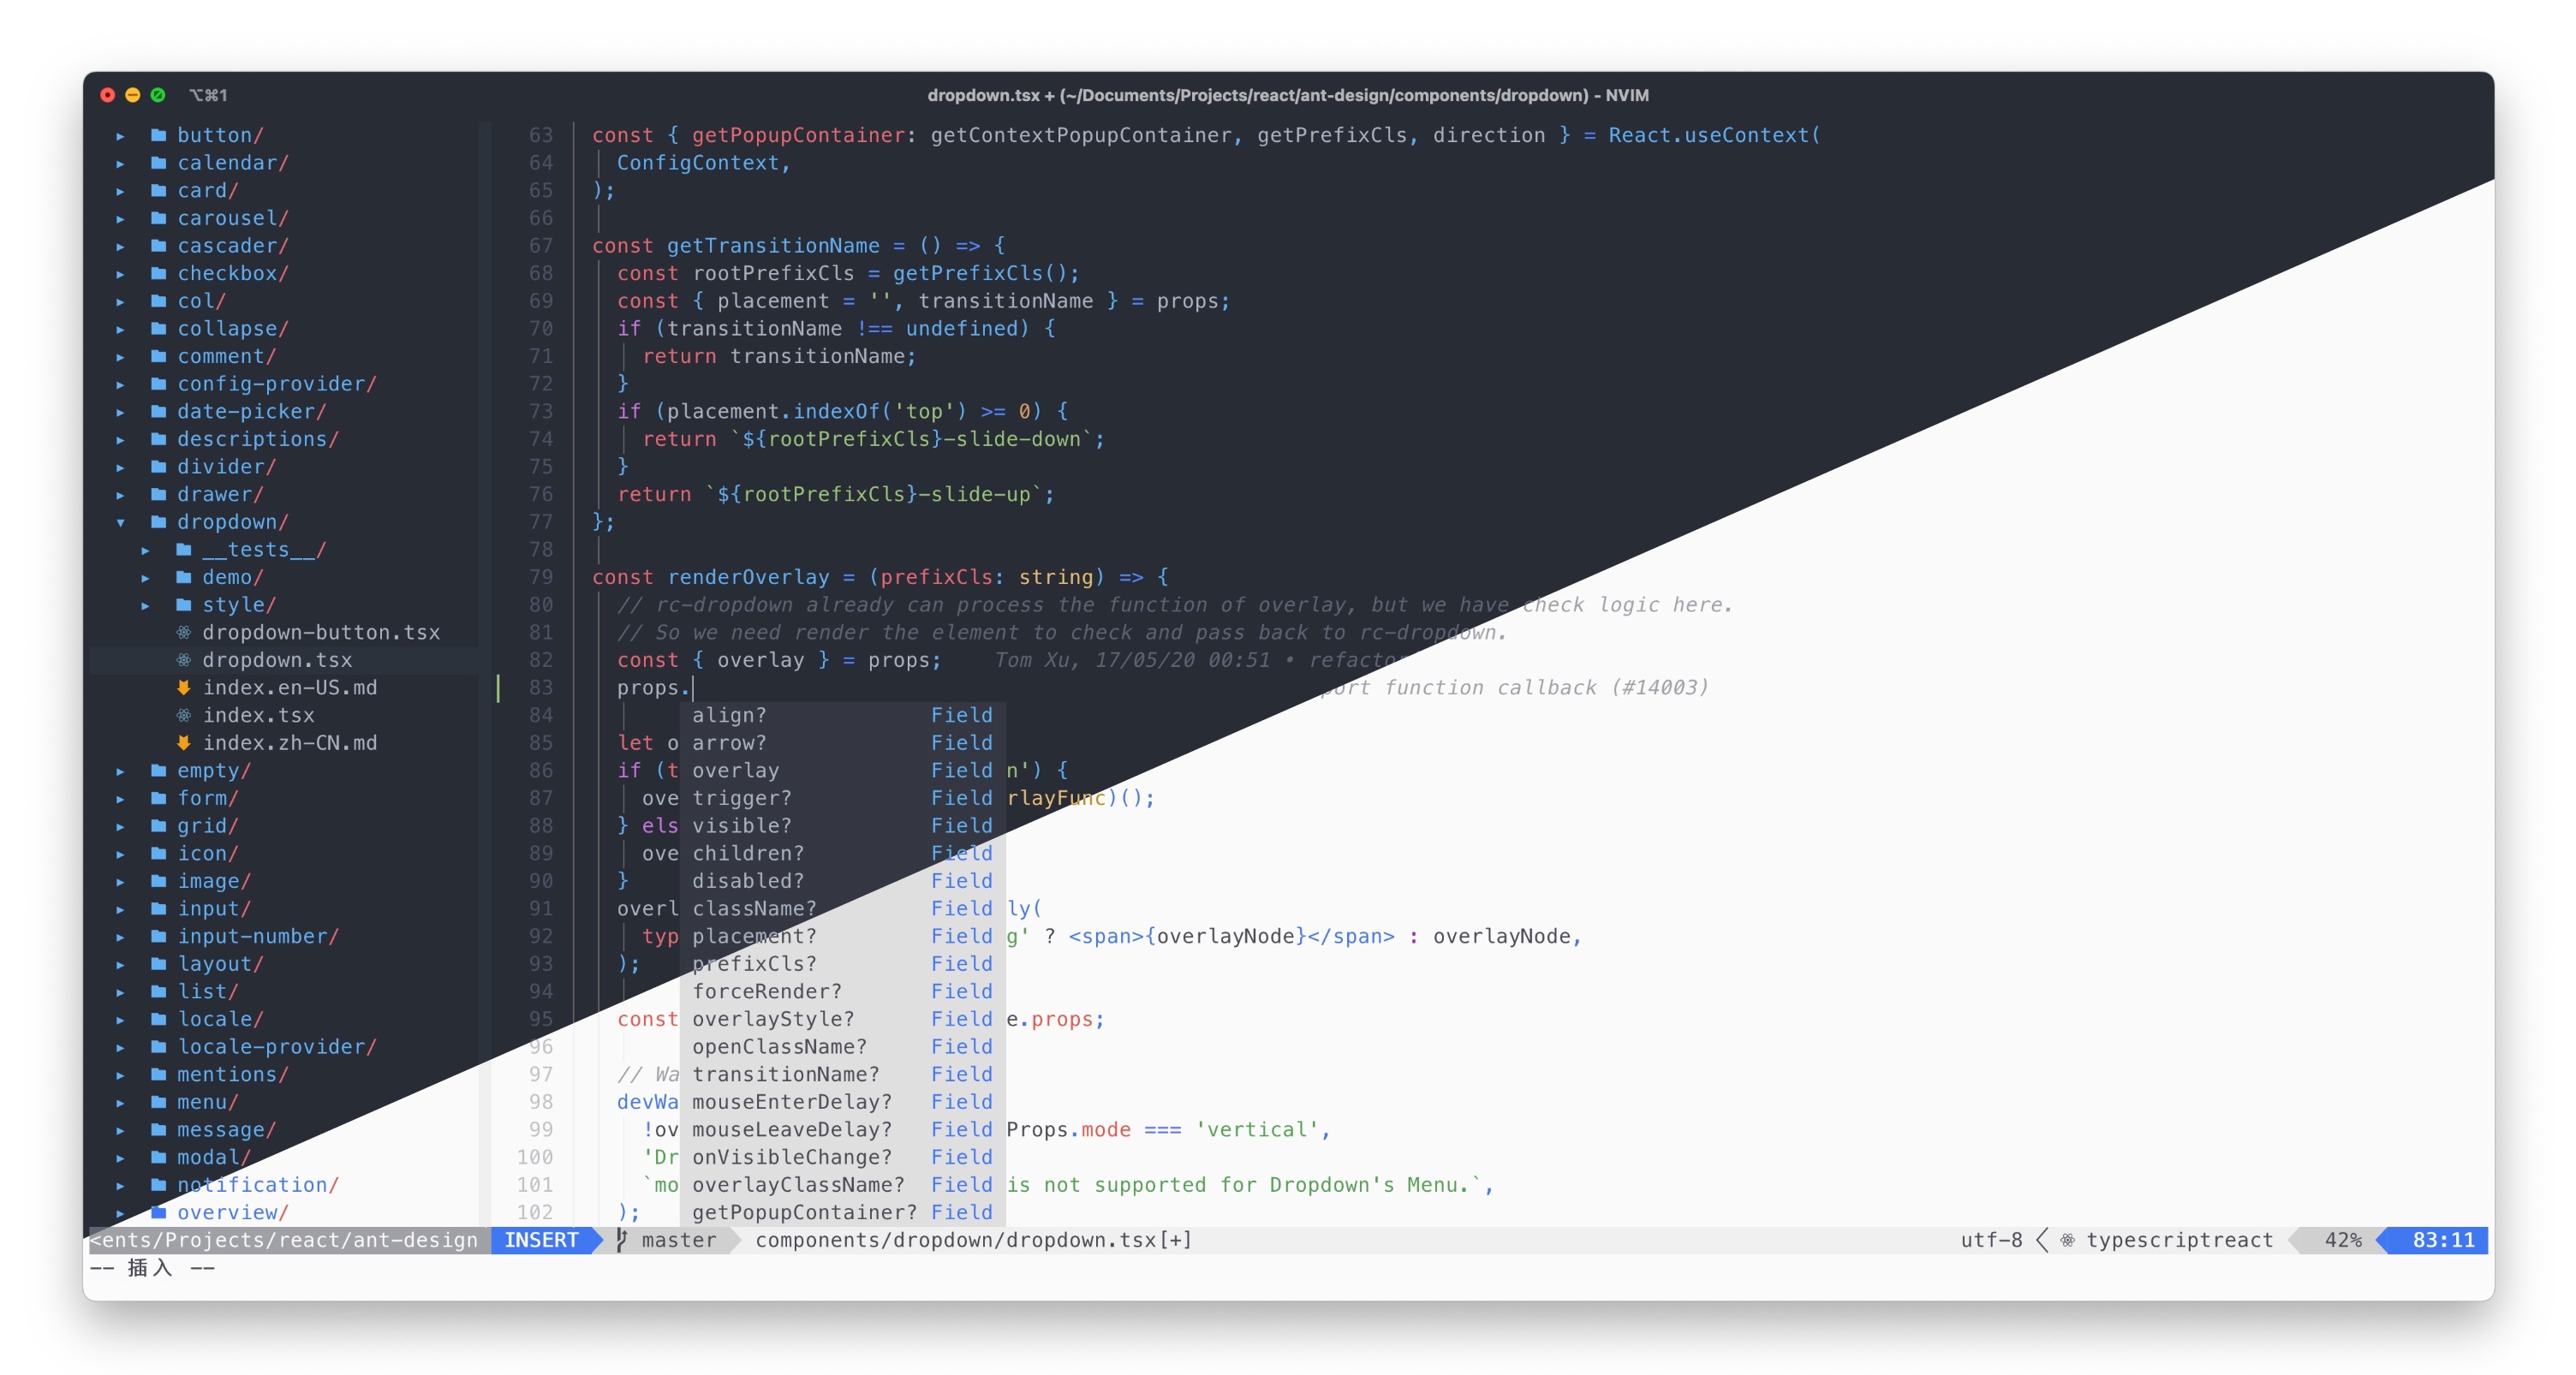 ⌥⌘1
dropdown.tsx + (~/Documents/Projects/react/ant-design/components/dropdown) - NVIM
button/
calendar/
card/
carousel/
cascader/
checkbox/
col/
collapse/
comment/
config-provider/
date-picker/
descriptions/
divider/
drawer/
dropdown/
__tests__/
demo/
style/
dropdown-button.tsx
dropdown.tsx
index.en-US.md
index.tsx
index.zh-CN.md
empty/
form/
grid/
icon/
image/
input/
input-number/
layout/
list/
locale/
locale-provider/
mentions/
menu/
message/
modal/
notification/
overview/
63 const { getPopupContainer: getContextPopupContainer, getPrefixCls, direction } = React.useContext(
64 ConfigContext,
65 );
66
67 const getTransitionName = () => {
68 const rootPrefixCls = getPrefixCls();
69 const { placement = '', transitionName } = props;
70 if (transitionName !== undefined) {
71 return transitionName;
72 }
73 if (placement.indexOf('top') >= 0) {
74 return `${rootPrefixCls}-slide-down`;
75 }
76 return `${rootPrefixCls}-slide-up`;
77 };
78
79 const renderOverlay = (prefixCls: string) => {
80 // rc-dropdown already can process the function of overlay, but we have check logic here.
81 // So we need render the element to check and pass back to rc-dropdown.
82 const { overlay } = props; Tom Xu, 17/05/20 00:51 • refactor
83 props. port function callback (#14003)
84 align? Field
85 let o arrow? Field
86 if (t overlay Field n') {
87 ove trigger? Field rlayFunc)();
88 } els visible? Field
89 ove children? Field
90 } disabled? Field
91 overl className? Field ly(
92 typ placement? Field g' ? <span>{overlayNode}</span> : overlayNode,
93 ); prefixCls? Field
94 forceRender? Field
95 const overlayStyle? Field e.props;
96 openClassName? Field
97 // Wa transitionName? Field
98 devWa mouseEnterDelay? Field
99 !ov mouseLeaveDelay? Field Props.mode === 'vertical',
100 'Dr onVisibleChange? Field
101 `mo overlayClassName? Field is not supported for Dropdown's Menu.`,
102 ); getPopupContainer? Field
<ents/Projects/react/ant-design INSERT master components/dropdown/dropdown.tsx[+] utf-8 typescriptreact 42% 83:11
-- 插入 --